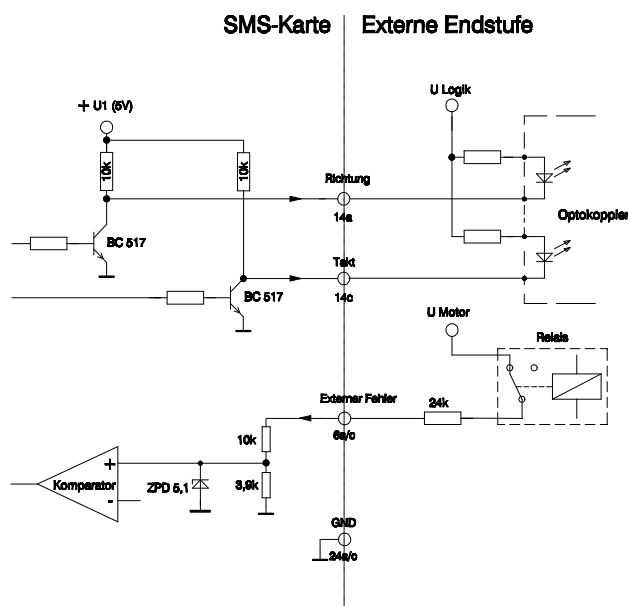 SMS-Karte
Externe Endstufe
U Logik
+ U1 (5V)
10k
10k
Richtung
14a
Optokoppler
BC 517
Takt
14c
BC 517
U Motor
Relais
Externer Fehler
24k
6a/c
10k
+
Komparator
ZPD 5,1
3,9k
-
GND
24a/c